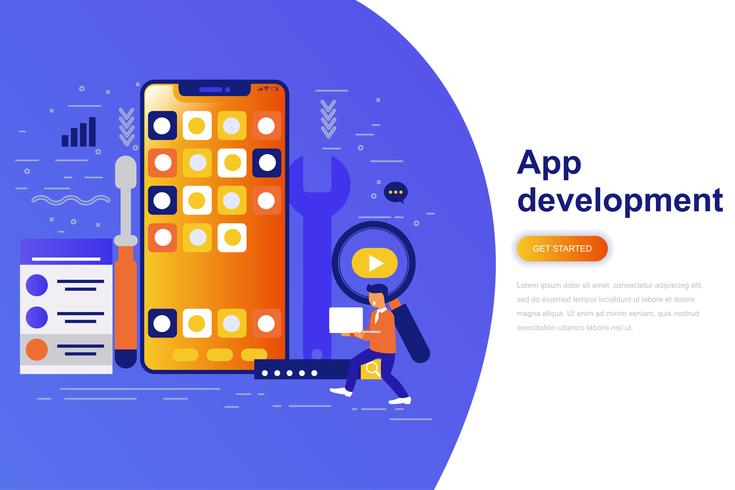 App
development
GET STARTED
Lorem ipsum dolor sit amet, consectetur adipiscing elit,
sed do eiusmod tempor incididunt ut labore et dolore
magna aliqua. Ut enim ad minim veniam, quis nostrud
exercitation ullamco laboris nisi ut.